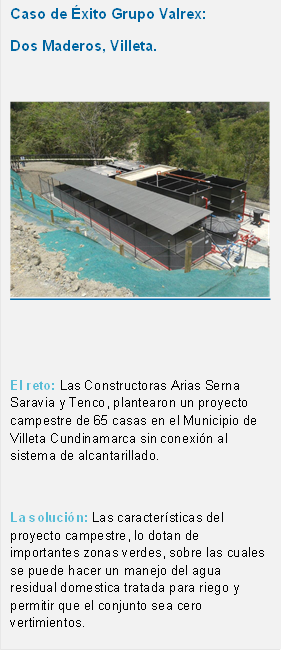 Caso de Éxito Grupo Valrex:
Dos Maderos, Villeta.
El reto: Las Constructoras Arias Serna
Saravia y Tenco, plantearon un proyecto
campestre de 65 casas en el Municipio de
Villeta Cundinamarca sin conexión al
sistema de alcantarillado.
La solución: Las características del
proyecto campestre, lo dotan de
importantes zonas verdes, sobre las cuales
se puede hacer un manejo del agua
residual domestica tratada para riego y
permitir que el conjunto sea cero
vertimientos.